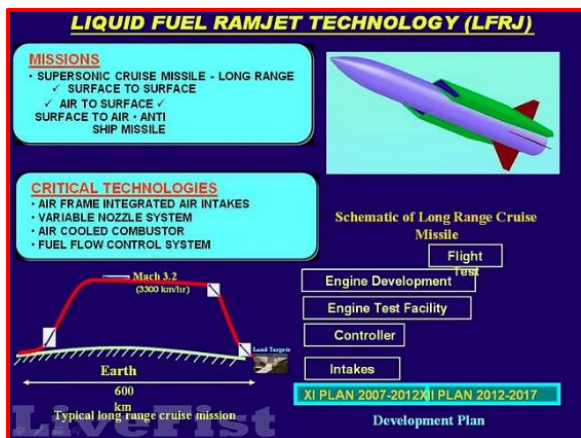 LIQUID FUEL RAMJET TECHNOLOGY (LFRJ)
MISSIONS
• SUPERSONIC CRUISE MISSILE - LONG RANGE
✓ SURFACE TO SURFACE
✓ AIR TO SURFACE ✓
SURFACE TO AIR • ANTI
SHIP MISSILE
CRITICAL TECHNOLOGIES
• AIR FRAME INTEGRATED AIR INTAKES
• VARIABLE NOZZLE SYSTEM
• AIR COOLED COMBUSTOR
• FUEL FLOW CONTROL SYSTEM
Schematic of Long Range Cruise
Missile
Flight
Test
Engine Development
Engine Test Facility
Controller
Intakes
XI PLAN 2007-2012XII PLAN 2012-2017
Development Plan
Mach 3.2
(3300 km/hr)
Land Targets
Earth
600
km
Typical long range cruise mission
LiveFist